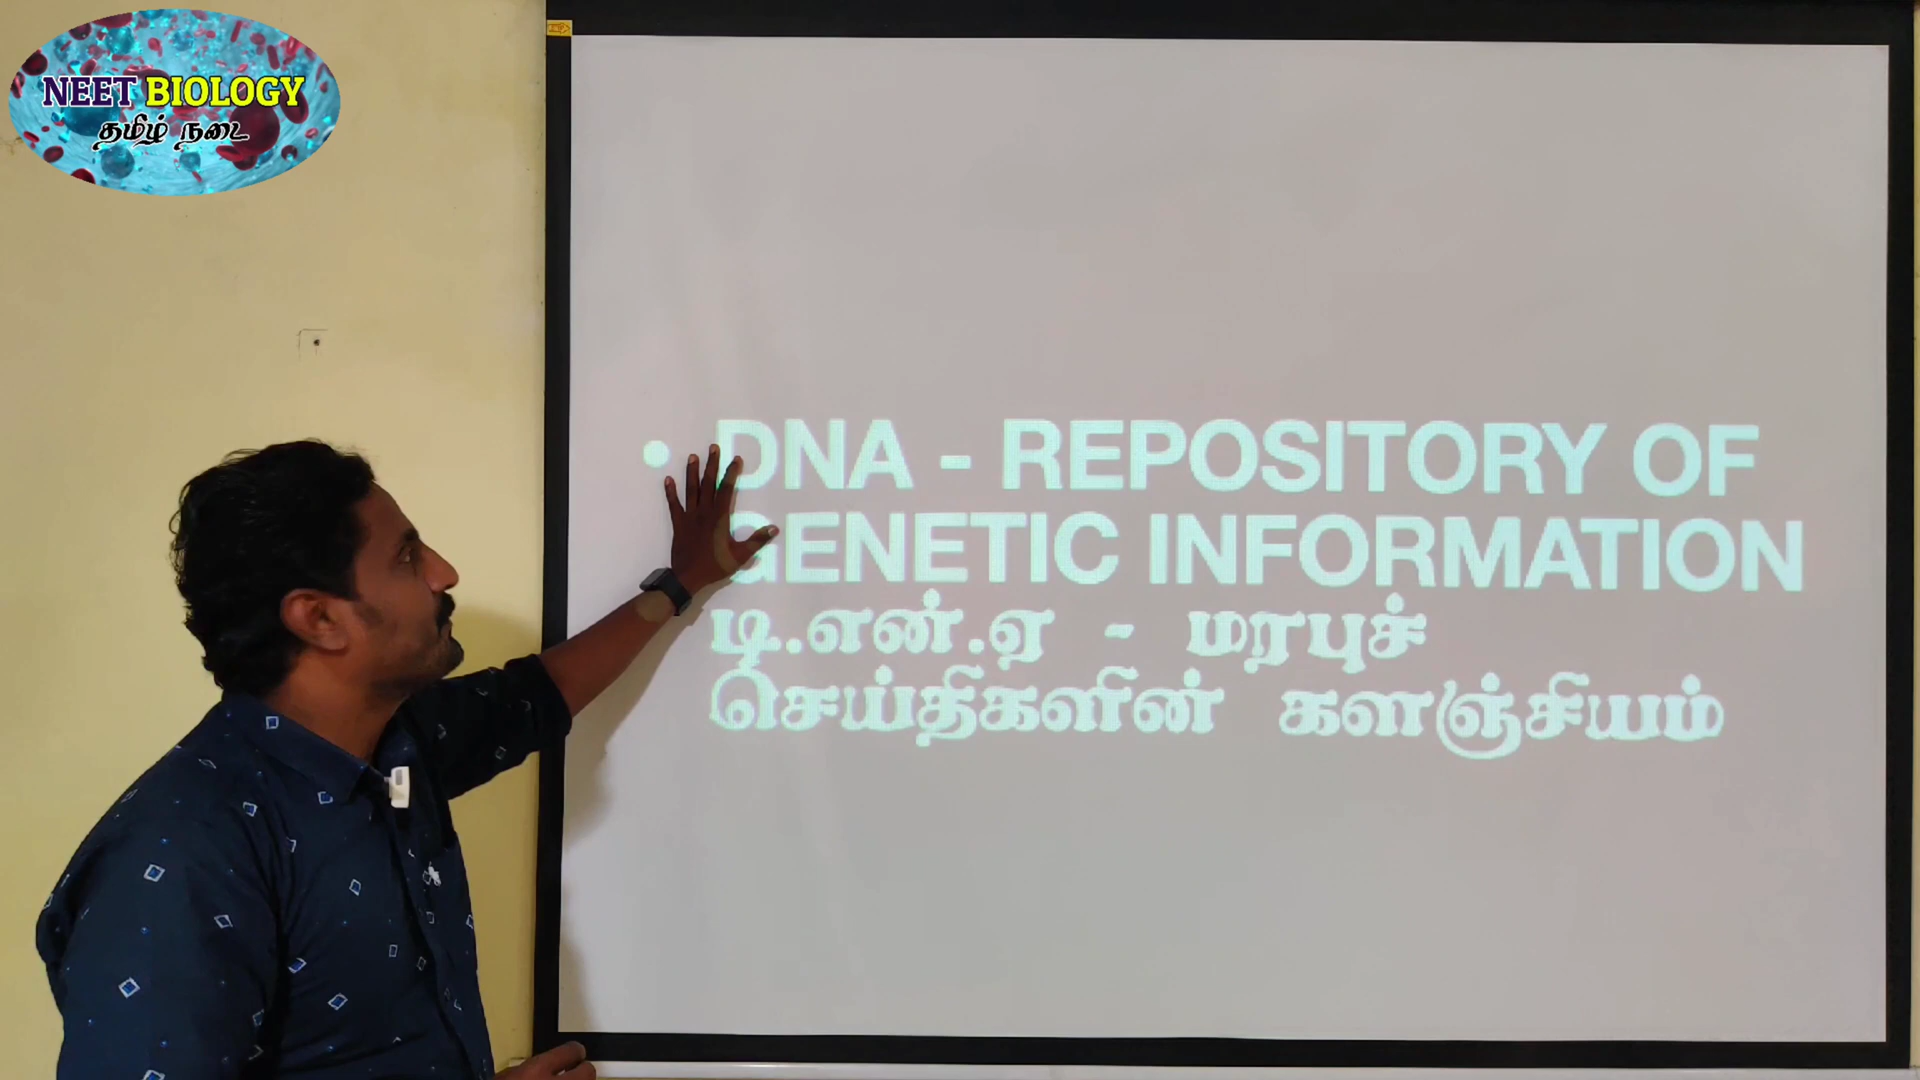 NEET BIOLOGY
தமிழ் நடை
• DNA - REPOSITORY OF
GENETIC INFORMATION
டி.என்.ஏ - மரபுச்
செய்திகளின் களஞ்சியம்